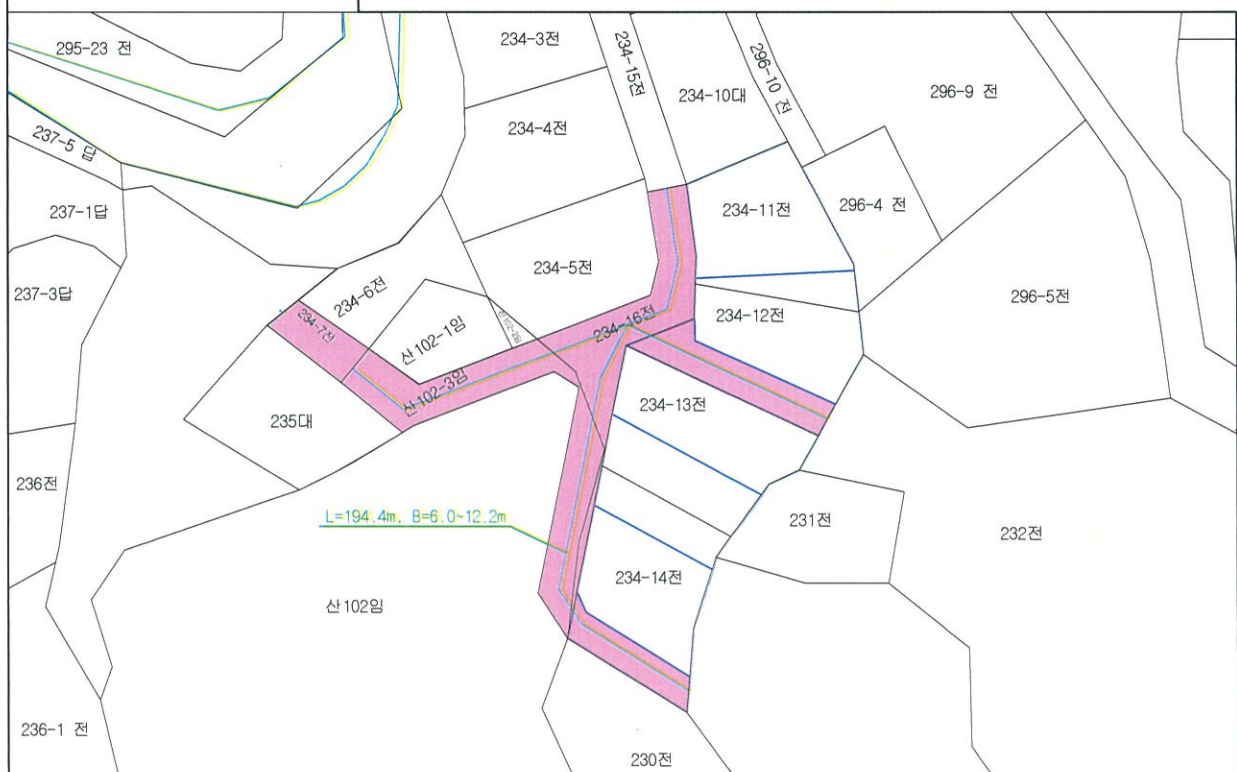 295-23 전
234-3전
234-15전
234-10대
296-10 전
296-9 전
237-5 답
234-4전
237-1답
234-11전
296-4 전
237-3답
234-6전
234-5전
296-5전
234-7전
산102-1임
234-16전
234-12전
산102-3임
235대
234-13전
236전
L=194.4m, B=6.0~12.2m
231전
232전
234-14전
산102임
236-1 전
230전